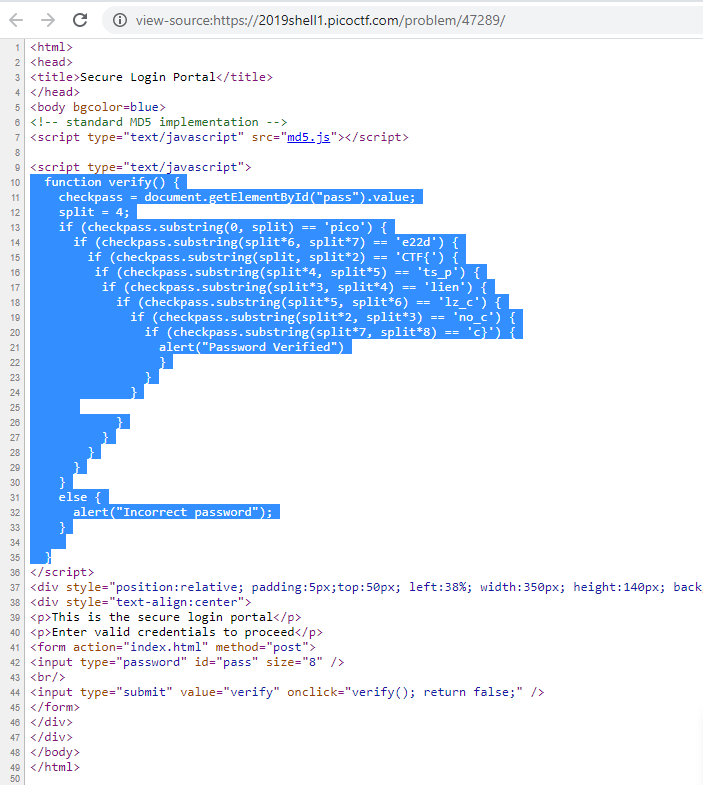 view-source:https://2019shell1.picoctf.com/problem/47289/
1 <html>
2 <head>
3 <title>Secure Login Portal</title>
4 </head>
5 <body bgcolor=blue>
6 <!-- standard MD5 implementation -->
7 <script type="text/javascript" src="md5.js"></script>
8
9 <script type="text/javascript">
10 function verify() {
11 checkpass = document.getElementById("pass").value;
12 split = 4;
13 if (checkpass.substring(0, split) == 'pico') {
14 if (checkpass.substring(split*6, split*7) == 'e22d') {
15 if (checkpass.substring(split, split*2) == 'CTF{') {
16 if (checkpass.substring(split*4, split*5) == 'ts_p') {
17 if (checkpass.substring(split*3, split*4) == 'lien') {
18 if (checkpass.substring(split*5, split*6) == 'lz_c') {
19 if (checkpass.substring(split*2, split*3) == 'no_c') {
20 if (checkpass.substring(split*7, split*8) == 'c}') {
21 alert("Password Verified")
22 }
23 }
24 }
25
26 }
27 }
28 }
29 }
30 }
31 else {
32 alert("Incorrect password");
33 }
34
35 }
36 </script>
37 <div style="position:relative; padding:5px;top:50px; left:38%; width:350px; height:140px; back
38 <div style="text-align:center">
39 <p>This is the secure login portal</p>
40 <p>Enter valid credentials to proceed</p>
41 <form action="index.html" method="post">
42 <input type="password" id="pass" size="8" />
43 <br/>
44 <input type="submit" value="verify" onclick="verify(); return false;" />
45 </form>
46 </div>
47 </div>
48 </body>
49 </html>
50